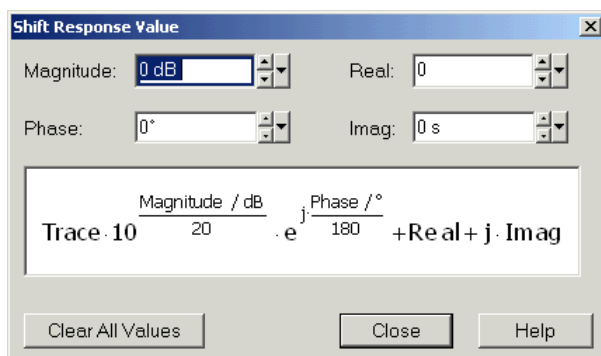 Shift Response Value
Magnitude: 0 dB Real: 0
Phase: 0° Imag: 0 s
Magnitude / dB Phase / °
20 j· 180
Trace · 10 · e +Real+ j · Imag
Clear All Values Close Help